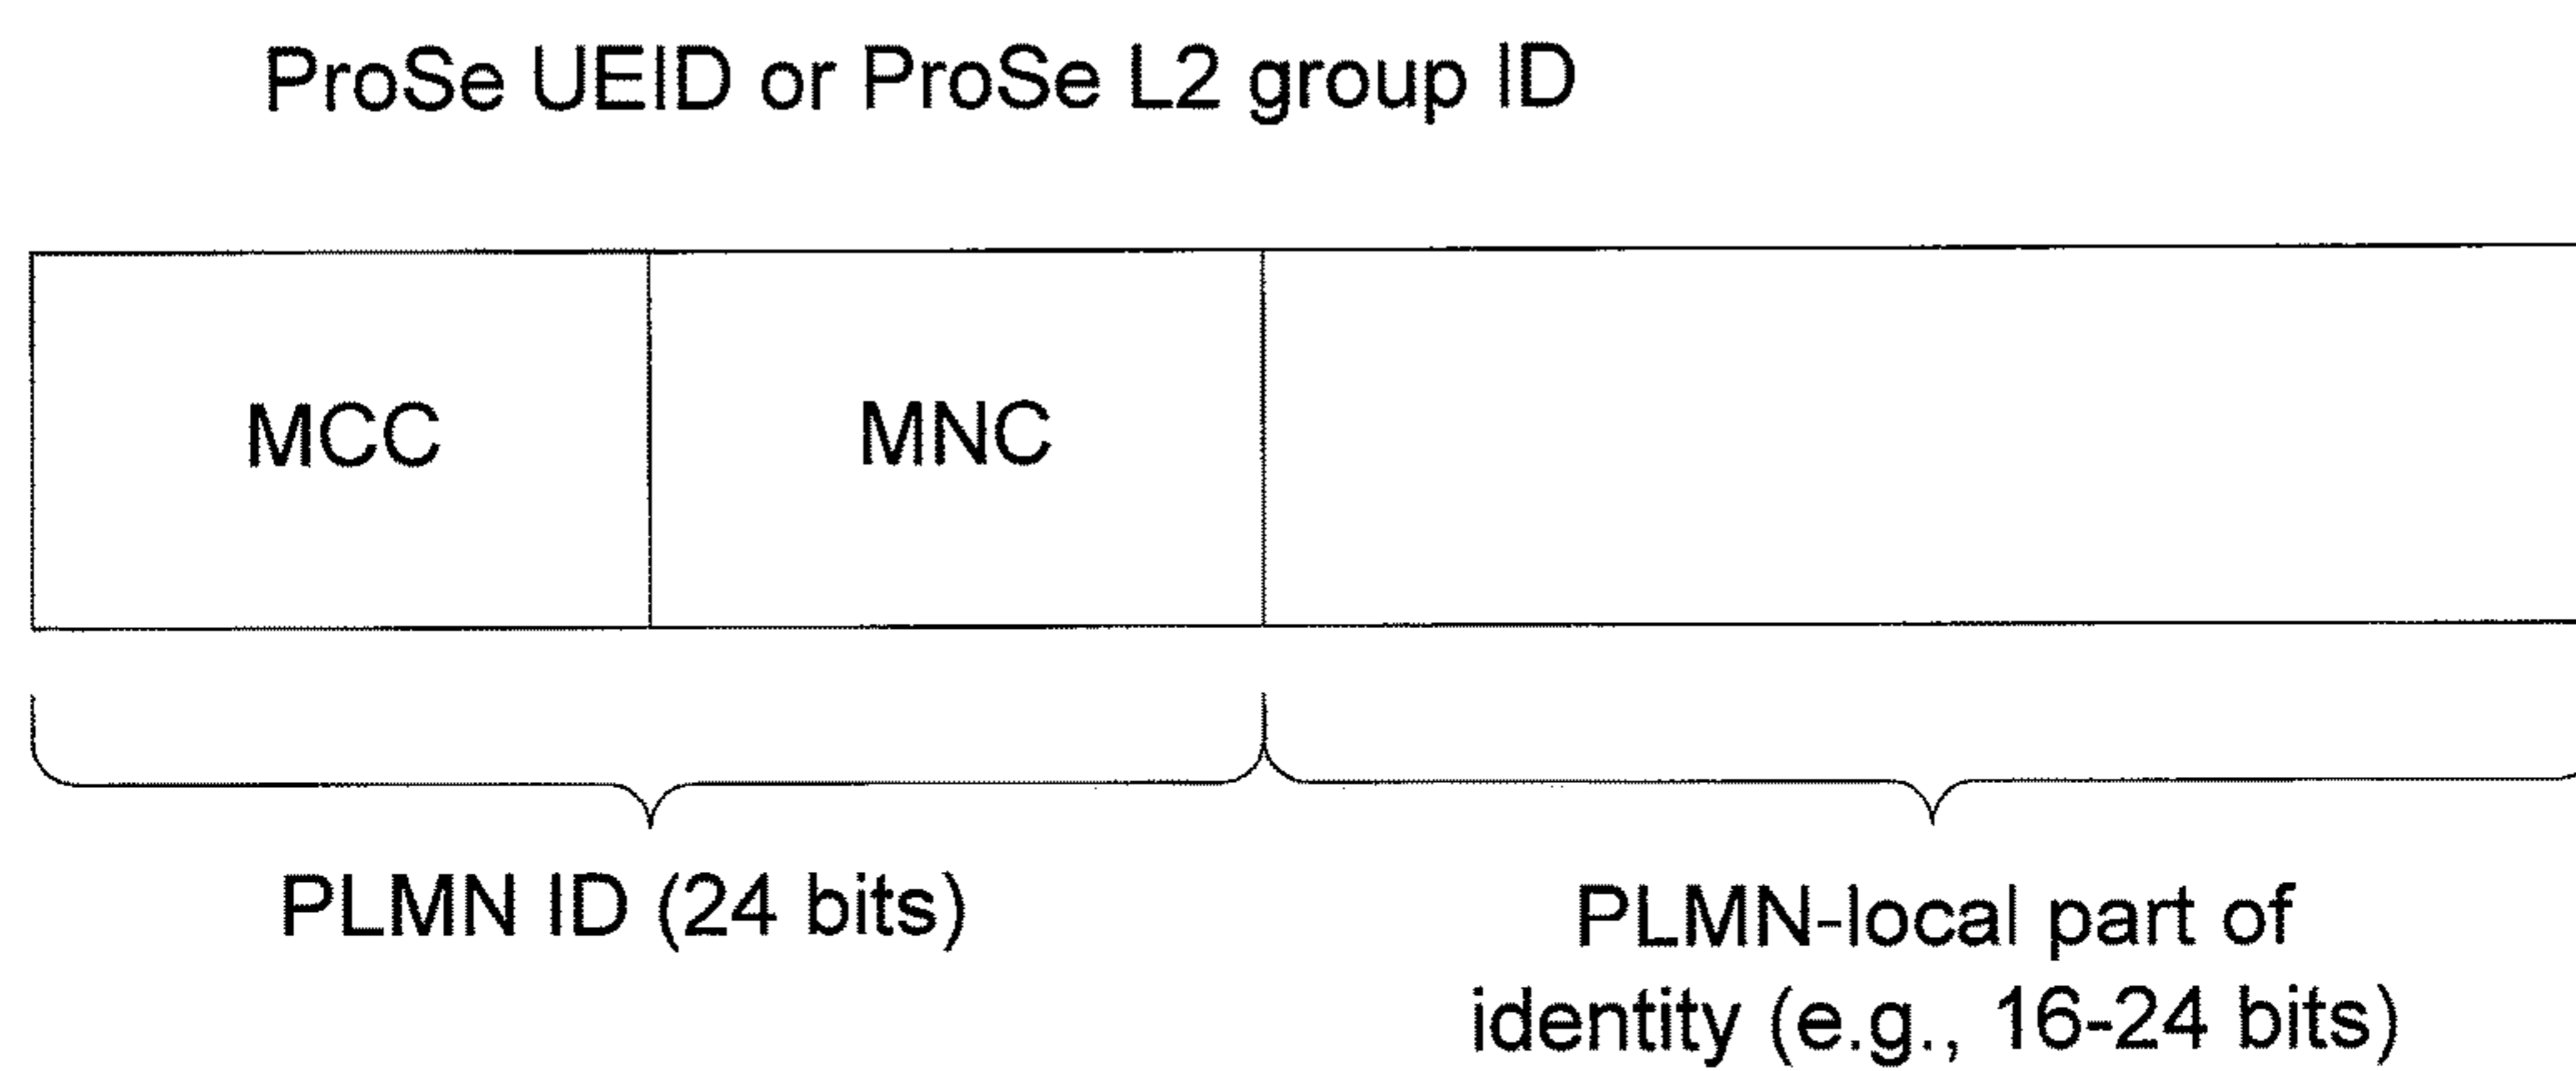 ProSe UEID or ProSe L2 group ID
MCC
MNC
PLMN ID (24 bits)
PLMN-local part of
identity (e.g., 16-24 bits)